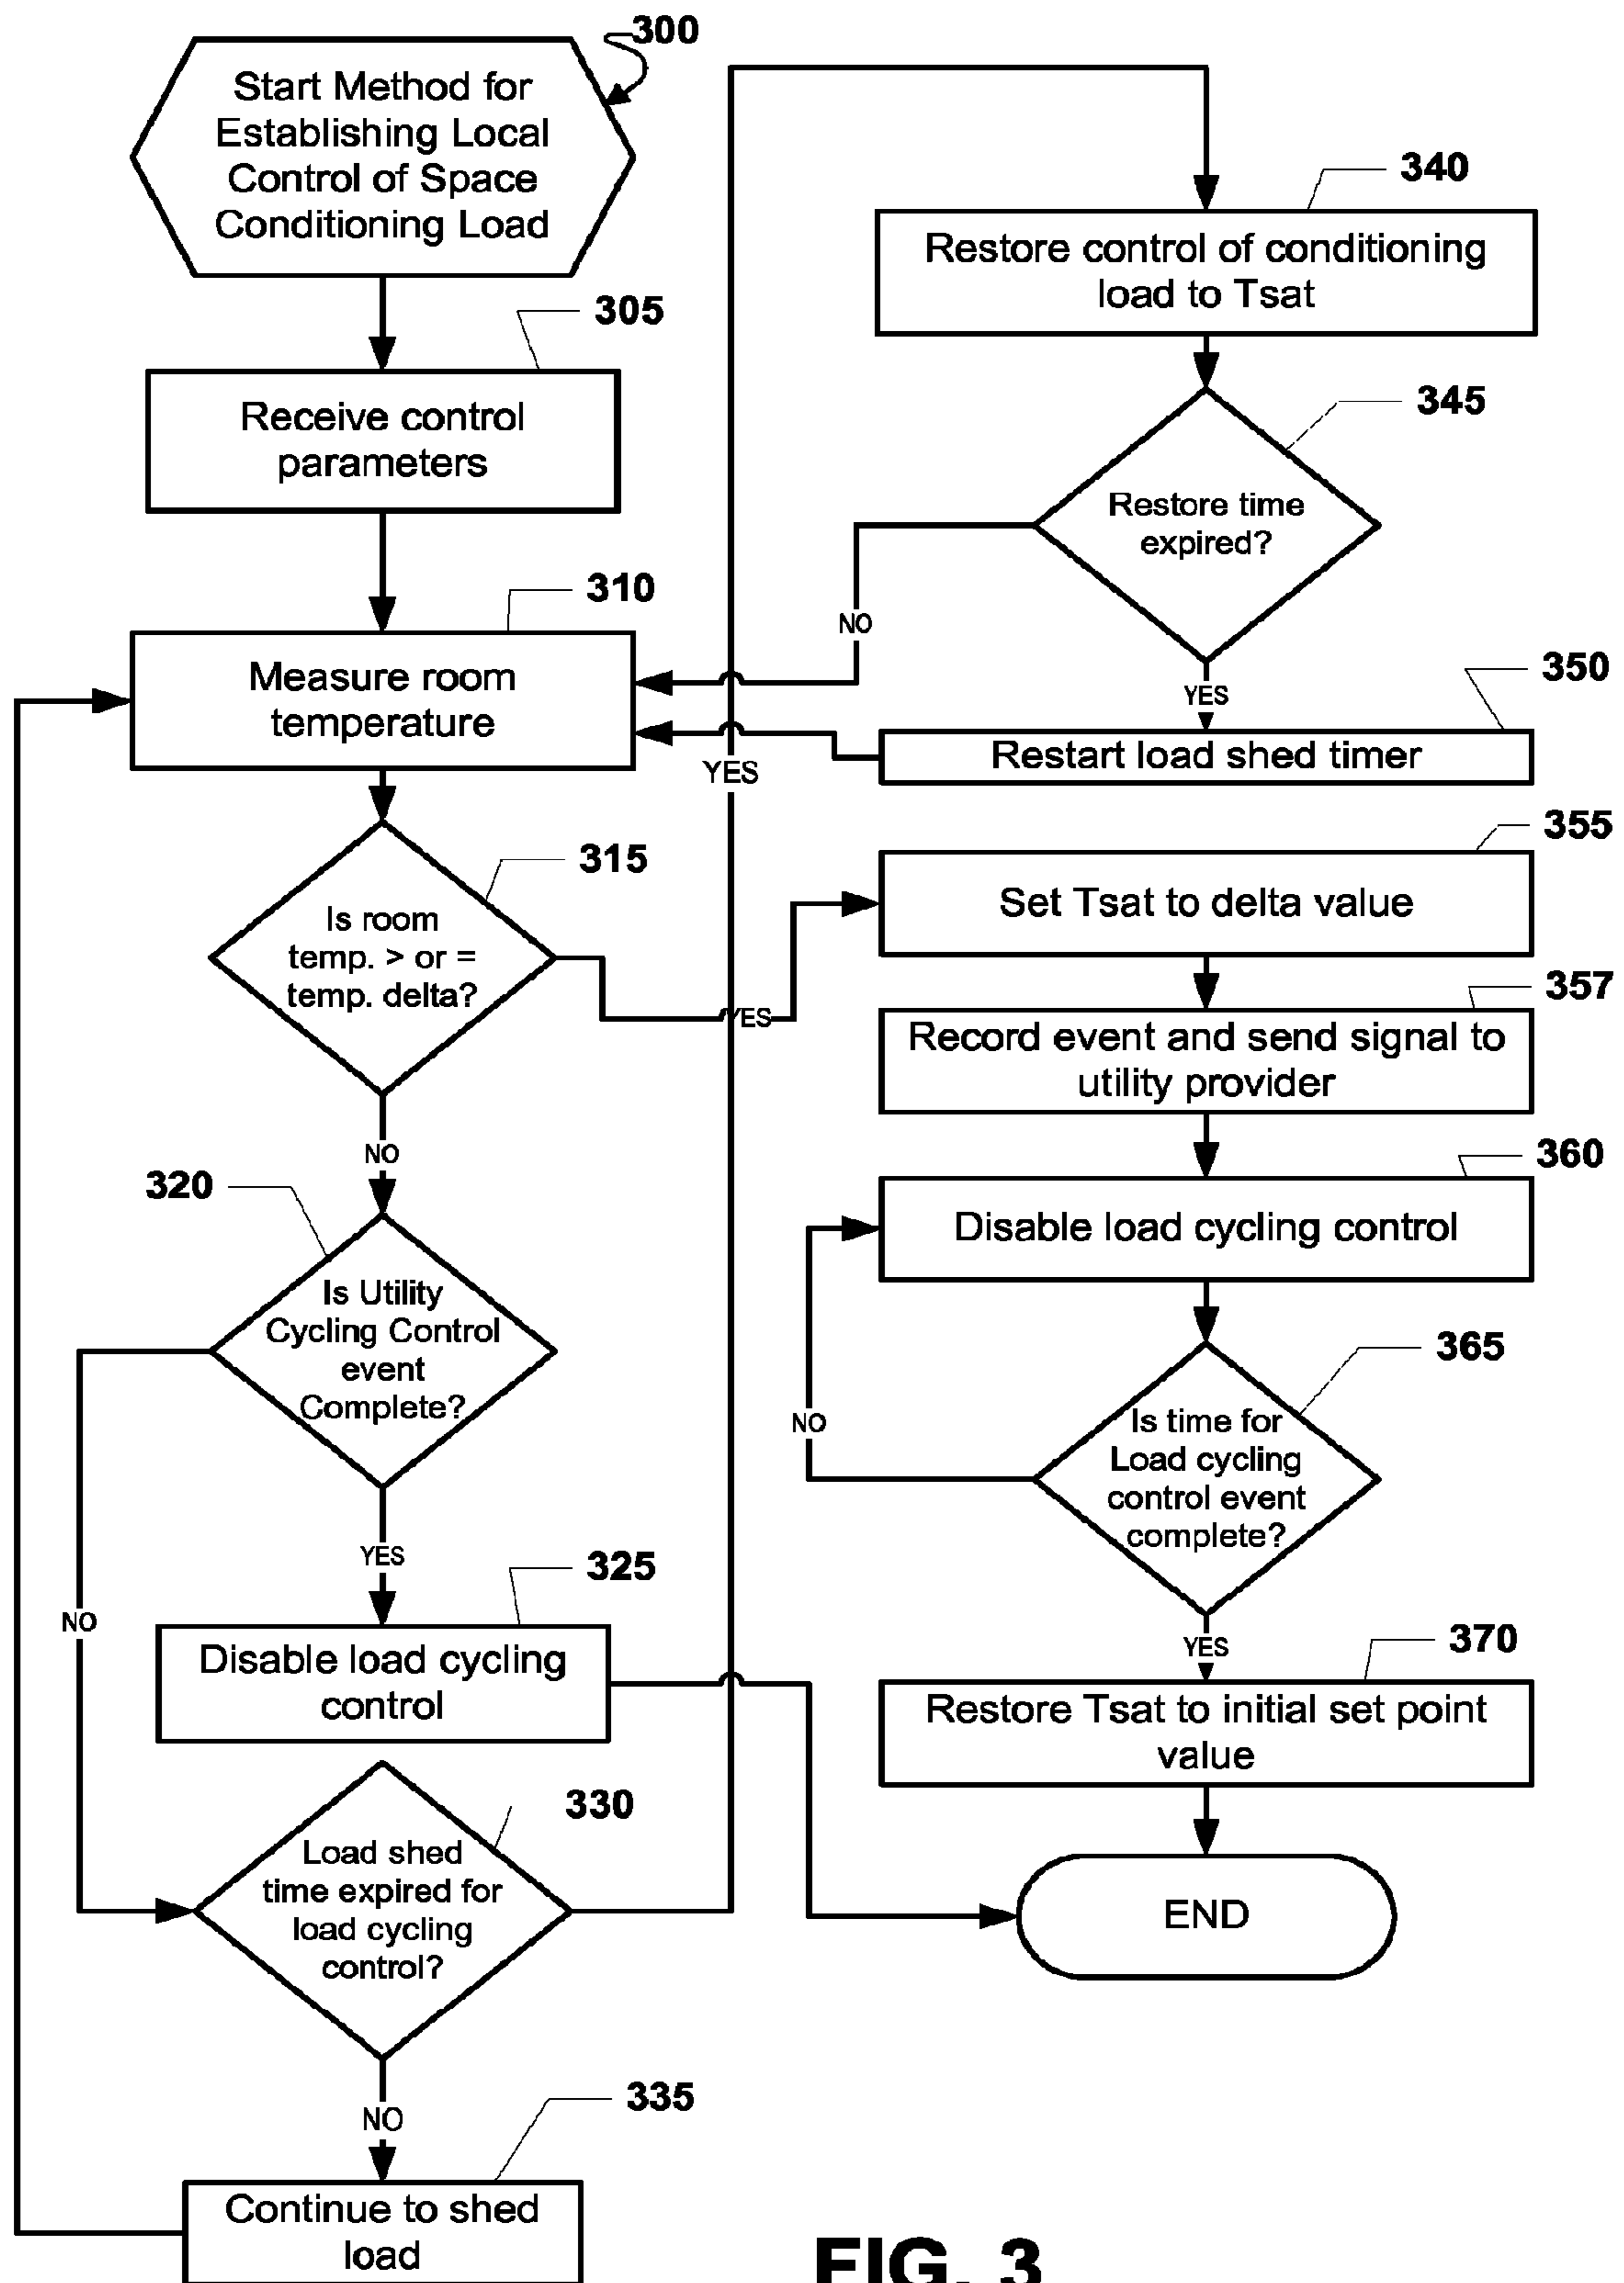 300
Start Method for
Establishing Local
Control of Space
Conditioning Load
305
Receive control
parameters
310
Measure room
temperature
315
Is room
temp. > or =
temp. delta?
YES
NO
320
Is Utility
Cycling Control
event
Complete?
NO
YES
325
Disable load cycling
control
330
Load shed
time expired for
load cycling
control?
YES
NO
335
Continue to shed
load
340
Restore control of conditioning
load to Tsat
345
Restore time
expired?
NO
YES
350
Restart load shed timer
355
Set Tsat to delta value
357
Record event and send signal to
utility provider
360
Disable load cycling control
365
Is time for
Load cycling
control event
complete?
NO
YES
370
Restore Tsat to initial set point
value
END
FIG. 3